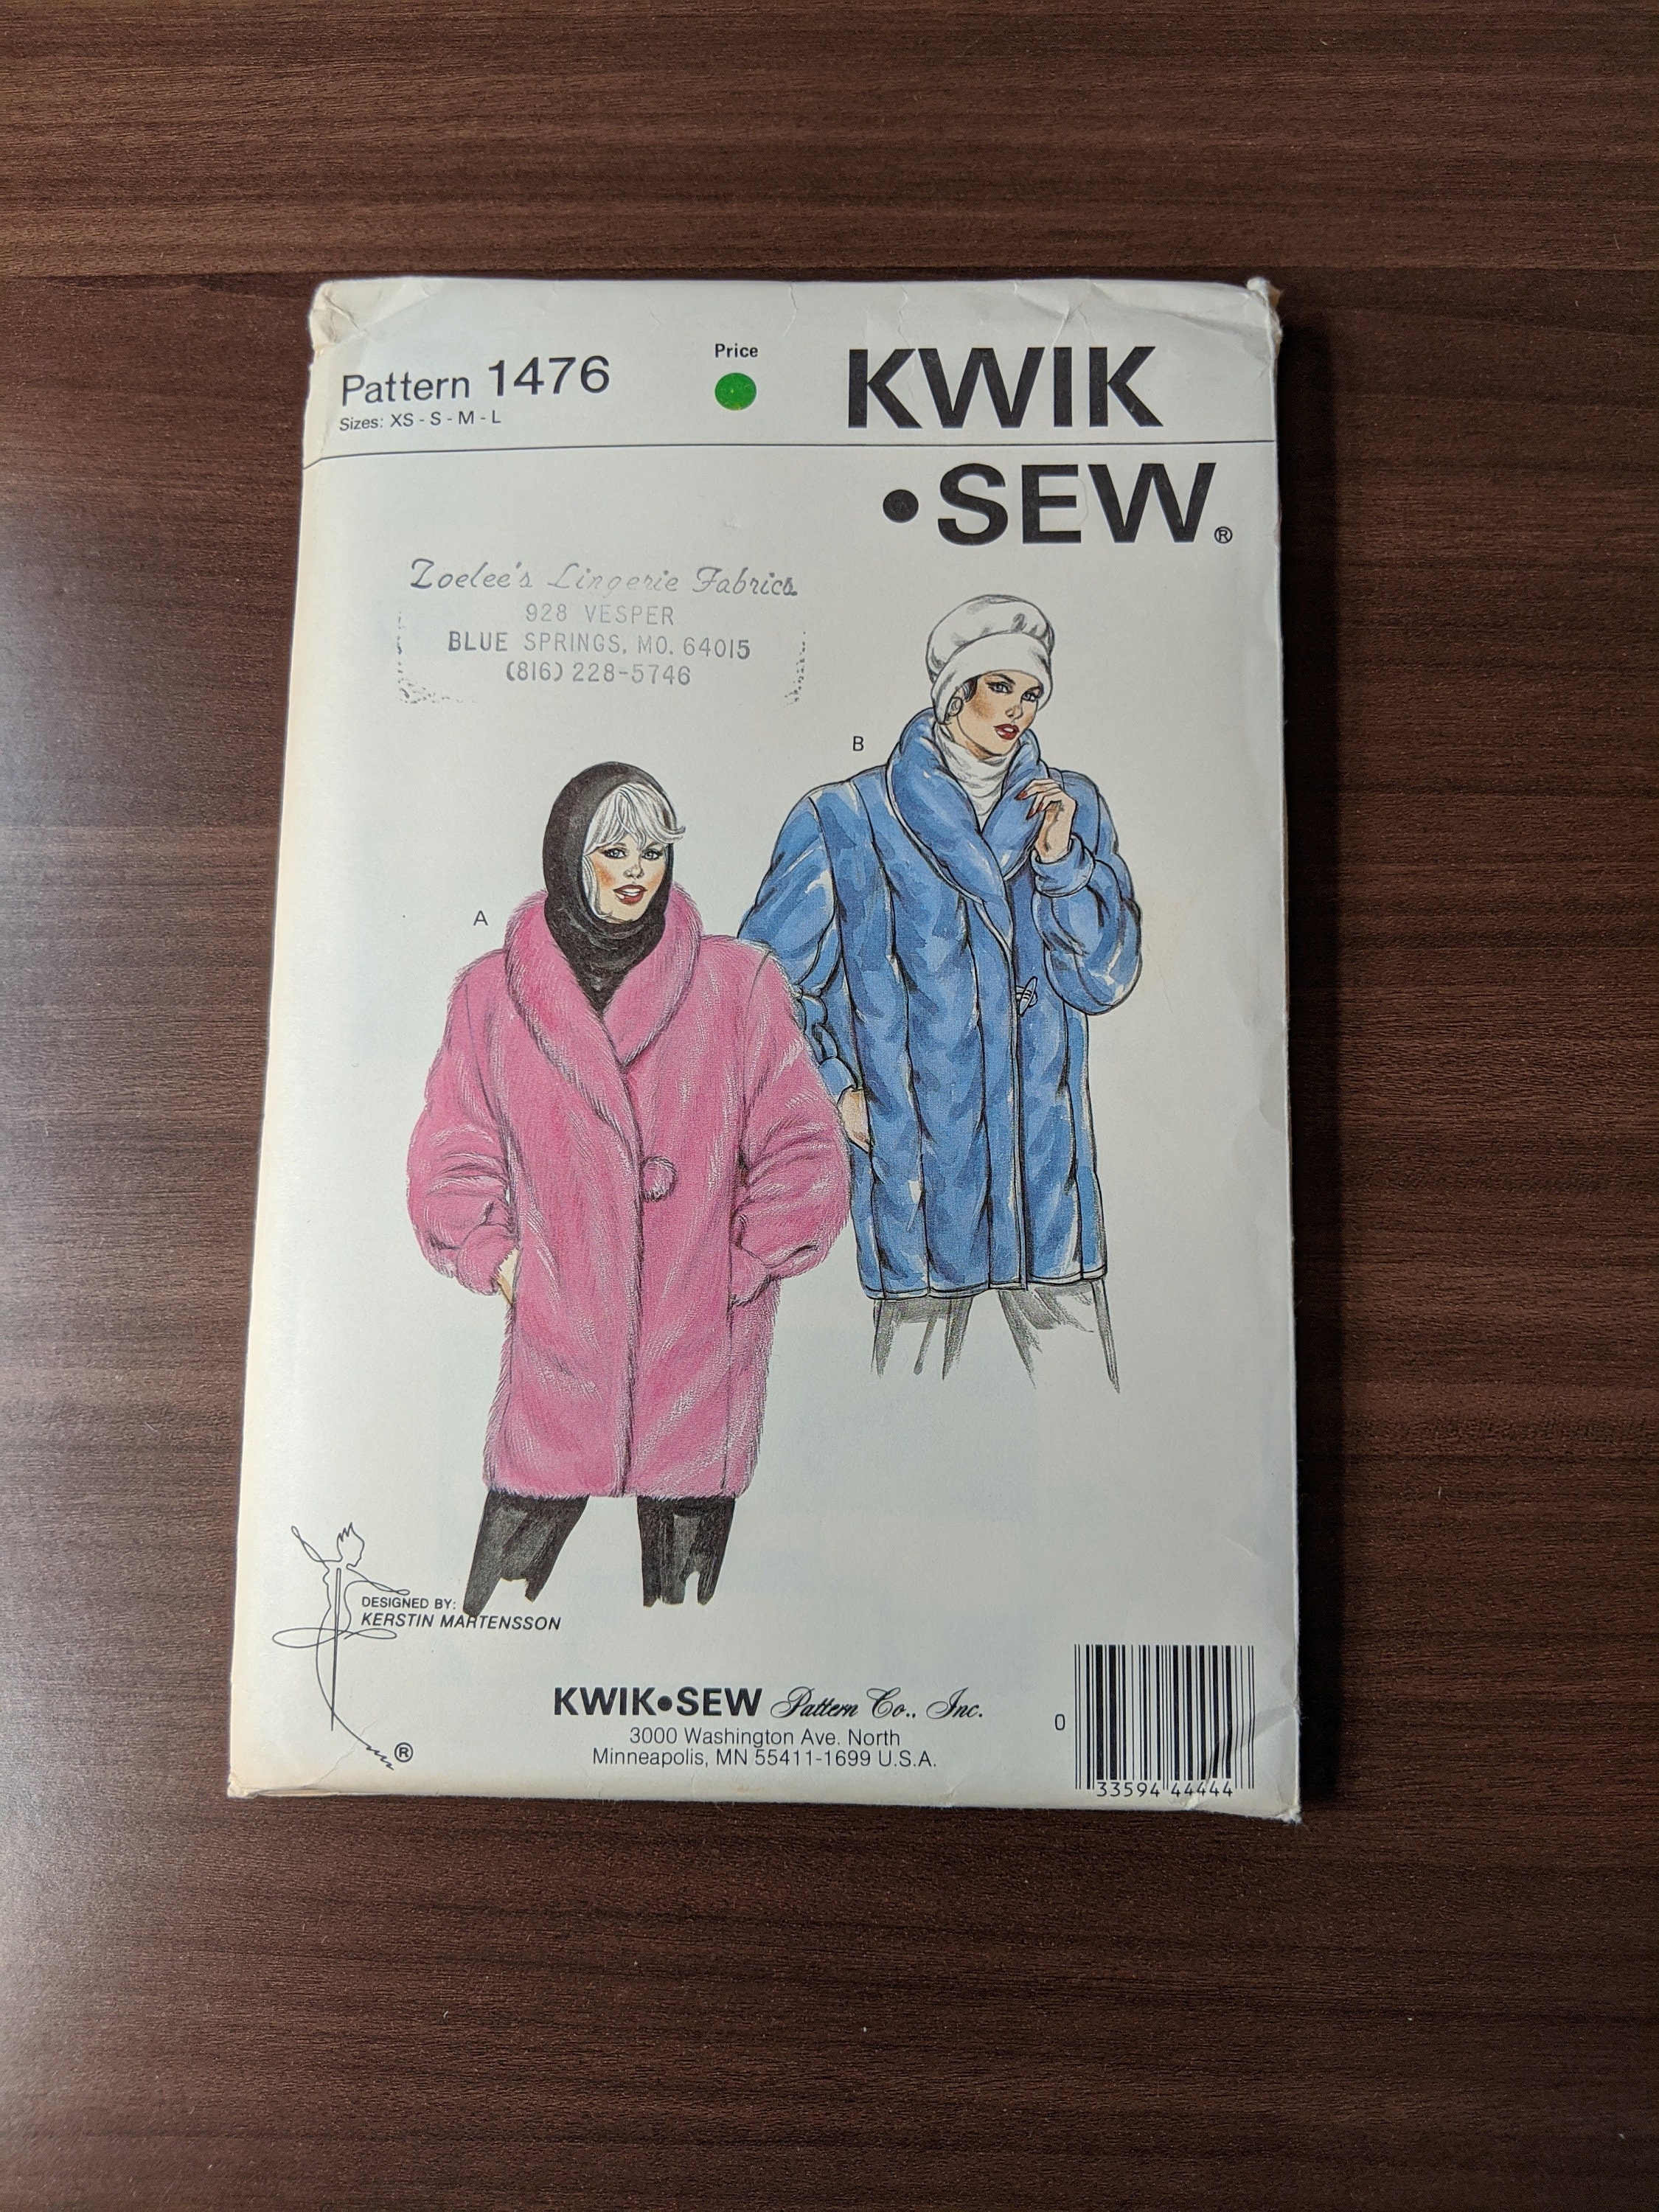 Pattern 1476
Sizes: XS - S - M - L
Price
KWIK
•SEW®
Zoelee's Lingerie Fabrics
928 VESPER
BLUE SPRINGS, MO. 64015
(816) 228-5746
B
A
DESIGNED BY:
KERSTIN MARTENSSON
®
KWIK•SEW Pattern Co., Inc.
3000 Washington Ave. North
Minneapolis, MN 55411-1699 U.S.A.
0
33594 44444